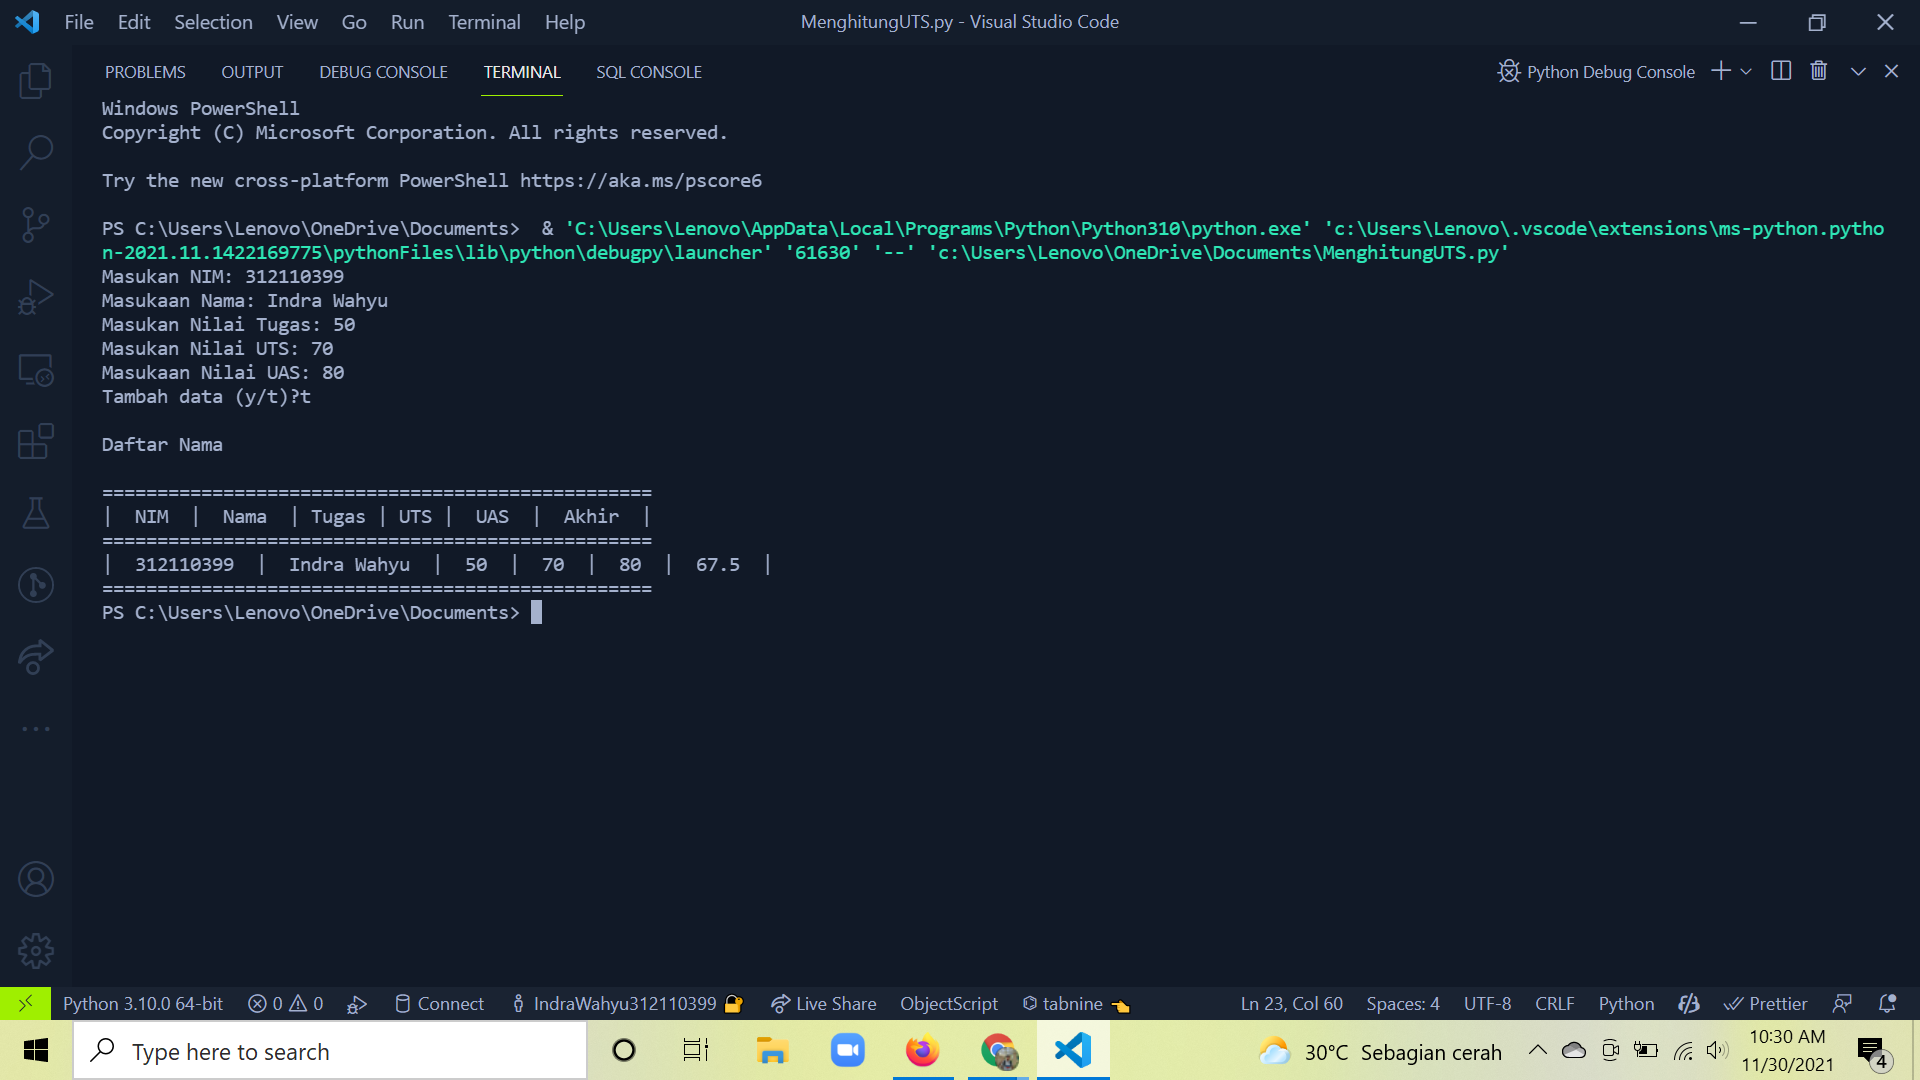 File Edit Selection View Go Run Terminal Help MenghitungUTS.py - Visual Studio Code
PROBLEMS OUTPUT DEBUG CONSOLE TERMINAL SQL CONSOLE Python Debug Console
Windows PowerShell
Copyright (C) Microsoft Corporation. All rights reserved.
Try the new cross-platform PowerShell https://aka.ms/pscore6
PS C:\Users\Lenovo\OneDrive\Documents>  & 'C:\Users\Lenovo\AppData\Local\Programs\Python\Python310\python.exe' 'c:\Users\Lenovo\.vscode\extensions\ms-python.pytho
n-2021.11.1422169775\pythonFiles\lib\python\debugpy\launcher' '61630' '--' 'c:\Users\Lenovo\OneDrive\Documents\MenghitungUTS.py'
Masukan NIM: 312110399
Masukaan Nama: Indra Wahyu
Masukan Nilai Tugas: 50
Masukan Nilai UTS: 70
Masukaan Nilai UAS: 80
Tambah data (y/t)?t
Daftar Nama
==================================================
|  NIM  |  Nama  | Tugas | UTS |  UAS  |  Akhir  |
==================================================
|  312110399  |  Indra Wahyu  |  50  |  70  |  80  |  67.5  |
==================================================
PS C:\Users\Lenovo\OneDrive\Documents>
Python 3.10.0 64-bit 0 0 Connect IndraWahyu312110399 Live Share ObjectScript tabnine Ln 23, Col 60 Spaces: 4 UTF-8 CRLF Python Prettier
Type here to search 30°C Sebagian cerah 10:30 AM
11/30/2021 4